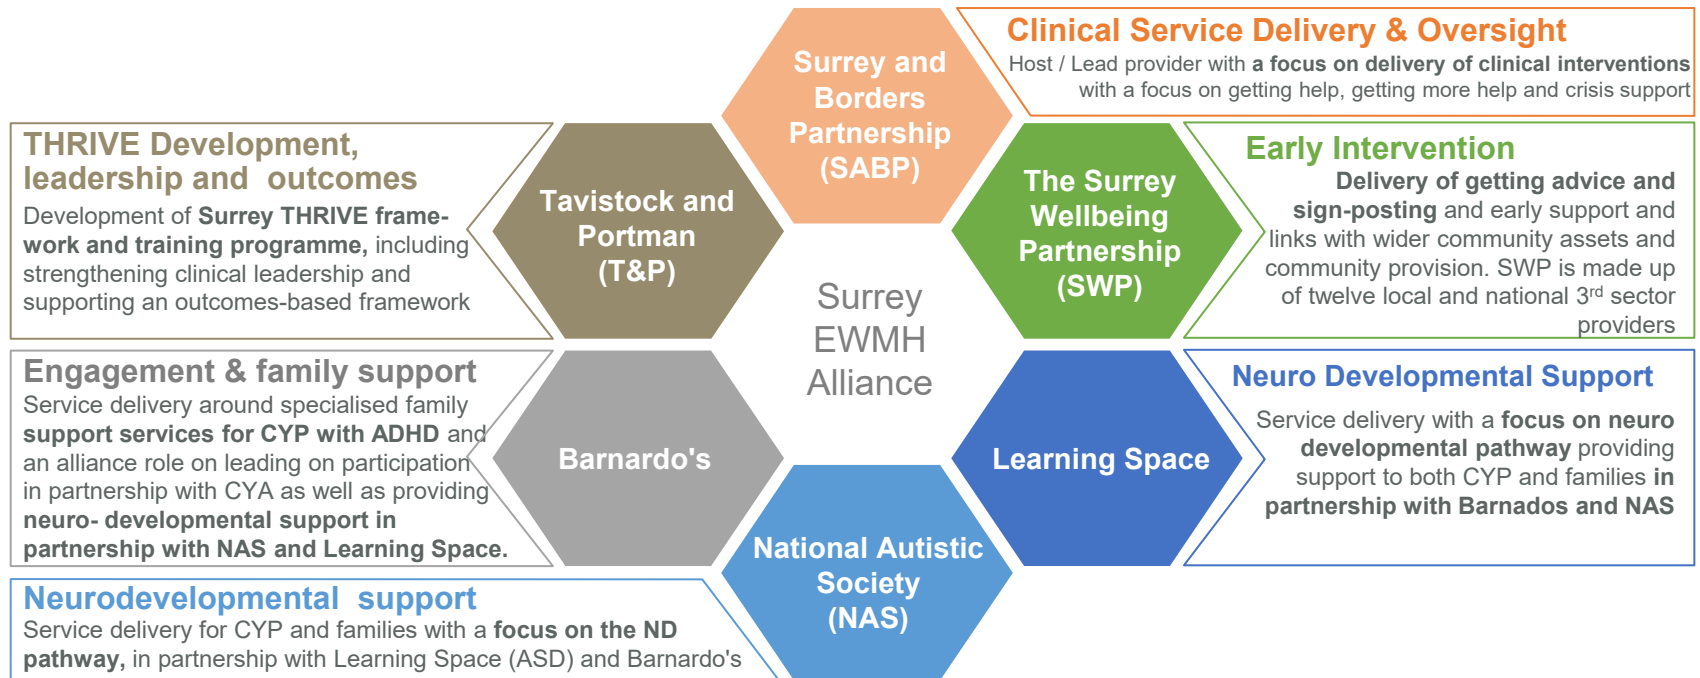 Clinical Service Delivery & Oversight
Host / Lead provider with a focus on delivery of clinical interventions
with a focus on getting help, getting more help and crisis support
Surrey and
Borders
Partnership
(SABP)
THRIVE Development,
leadership and outcomes
Development of Surrey THRIVE frame-
work and training programme, including
strengthening clinical leadership and
supporting an outcomes-based framework
Tavistock and
Portman
(T&P)
The Surrey
Wellbeing
Partnership
(SWP)
Early Intervention
Delivery of getting advice and
sign-posting and early support and
links with wider community assets and
community provision. SWP is made up
of twelve local and national 3rd sector
providers
Surrey
EWMH
Alliance
Engagement & family support
Service delivery around specialised family
support services for CYP with ADHD and
an alliance role on leading on participation
in partnership with CYA as well as providing
neuro- developmental support in
partnership with NAS and Learning Space.
Barnardo's
Learning Space
Neuro Developmental Support
Service delivery with a focus on neuro
developmental pathway providing
support to both CYP and families in
partnership with Barnados and NAS
National Autistic
Society
(NAS)
Neurodevelopmental support
Service delivery for CYP and families with a focus on the ND
pathway, in partnership with Learning Space (ASD) and Barnardo's